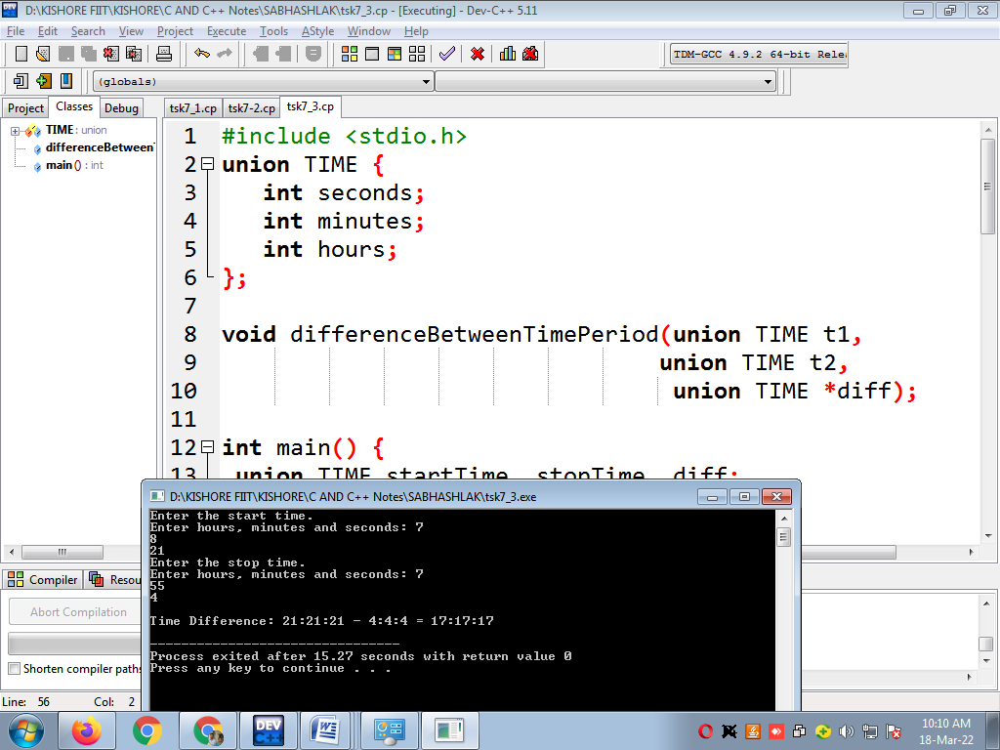 D:\KISHORE FIIT\KISHORE\C AND C++ Notes\SABHASHLAK\tsk7_3.cp - [Executing] - Dev-C++ 5.11
File Edit Search View Project Execute Tools AStyle Window Help
TDM-GCC 4.9.2 64-bit Rele
(globals)
Project Classes Debug
tsk7_1.cp tsk7-2.cp tsk7_3.cp
TIME : union
differenceBetween
main () : int
1 #include <stdio.h>
2 union TIME {
3 int seconds;
4 int minutes;
5 int hours;
6 };
7
8 void differenceBetweenTimePeriod(union TIME t1,
9 union TIME t2,
10 union TIME *diff);
11
12 int main() {
13 union TIME startTime, stopTime, diff;
D:\KISHORE FIIT\KISHORE\C AND C++ Notes\SABHASHLAK\tsk7_3.exe
Enter the start time.
Enter hours, minutes and seconds: 7
8
21
Enter the stop time.
Enter hours, minutes and seconds: 7
55
4
Time Difference: 21:21:21 - 4:4:4 = 17:17:17
--------------------------------
Process exited after 15.27 seconds with return value 0
Press any key to continue . . .
Compiler Resou
Abort Compilation
Shorten compiler paths
Line: 56 Col: 2
DEV C++
10:10 AM
18-Mar-22